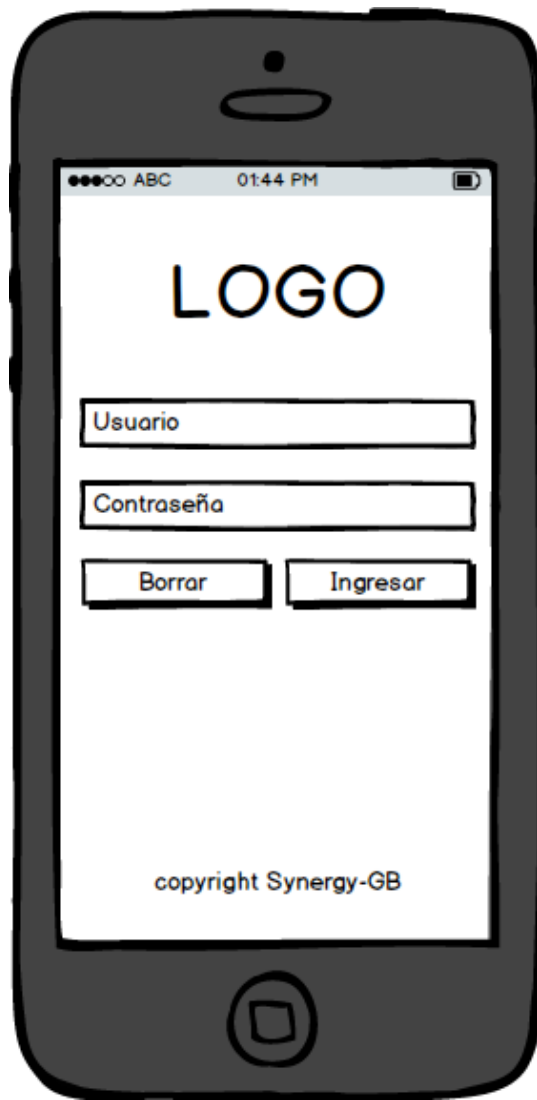 ABC 01:44 PM
LOGO
Usuario
Contraseña
Borrar Ingresar
copyright Synergy-GB